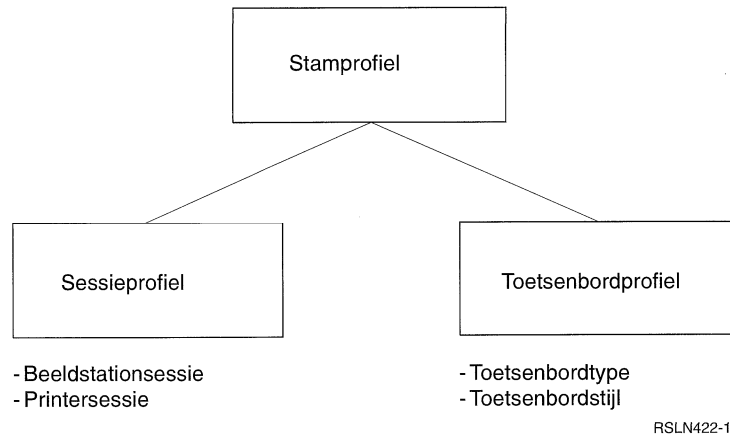 Stamprofiel
Sessieprofiel
Toetsenbordprofiel
- Beeldstationsessie
- Printersessie
- Toetsenbordtype
- Toetsenbordstijl
RSLN422-1